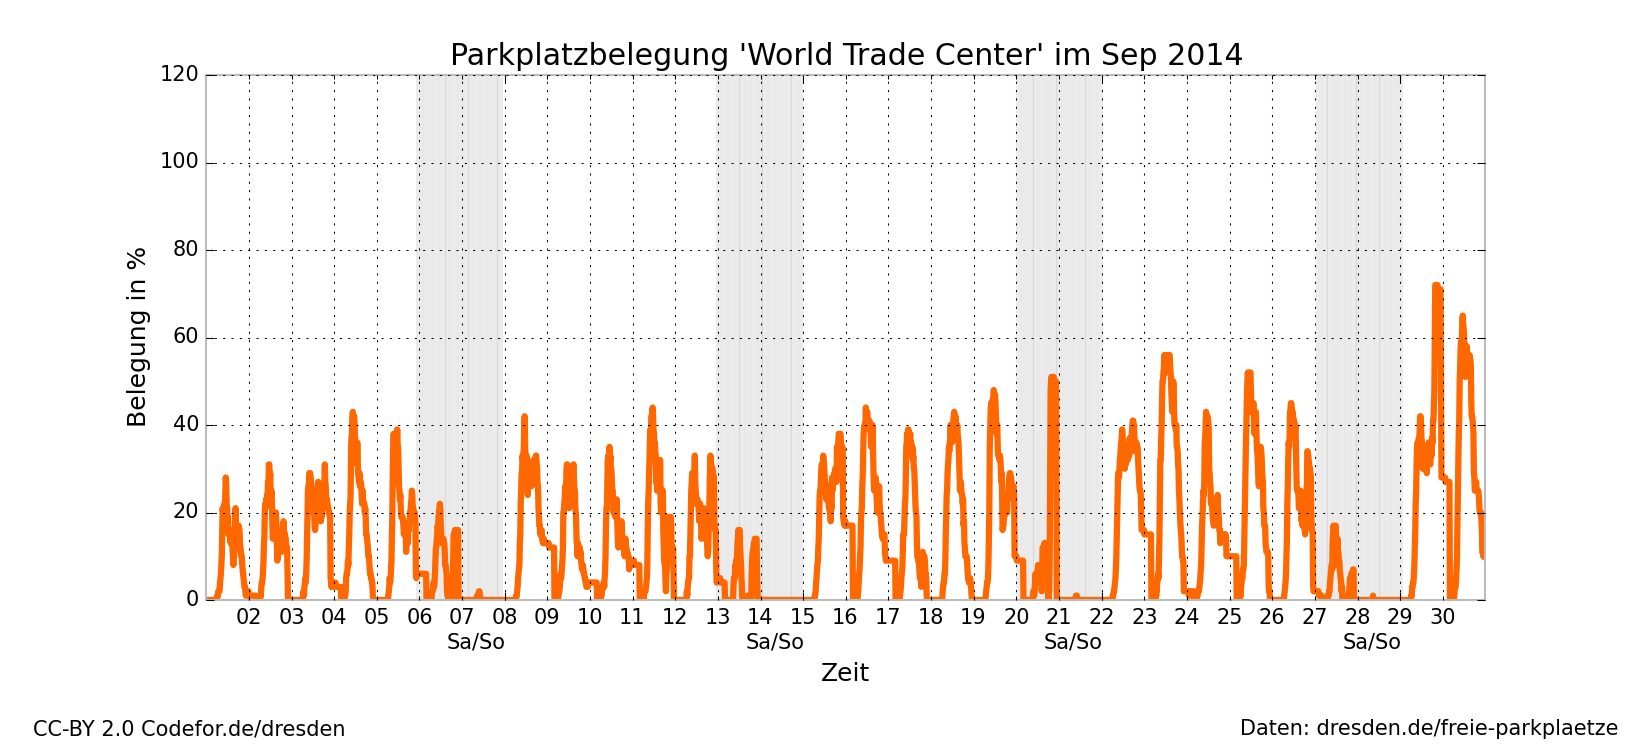 Parkplatzbelegung 'World Trade Center' im Sep 2014
120
100
80
60
40
20
0
Belegung in %
02 03 04 05 06 07 08 09 10 11 12 13 14 15 16 17 18 19 20 21 22 23 24 25 26 27 28 29 30
Sa/So Sa/So Sa/So Sa/So
Zeit
CC-BY 2.0 Codefor.de/dresden
Daten: dresden.de/freie-parkplaetze